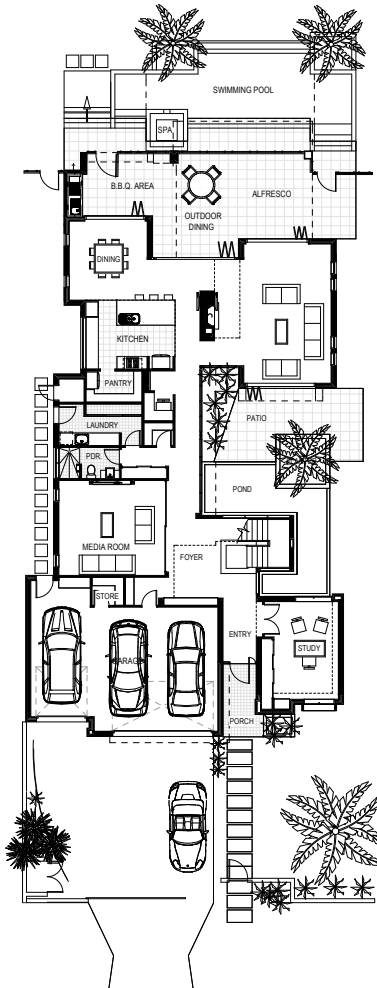 SWIMMING POOL
SPA
B.B.Q. AREA
ALFRESCO
OUTDOOR
DINING
DINING
KITCHEN
PANTRY
PATIO
LAUNDRY
PDR.
POND
MEDIA ROOM
FOYER
STORE
ENTRY
STUDY
GARAGE
PORCH